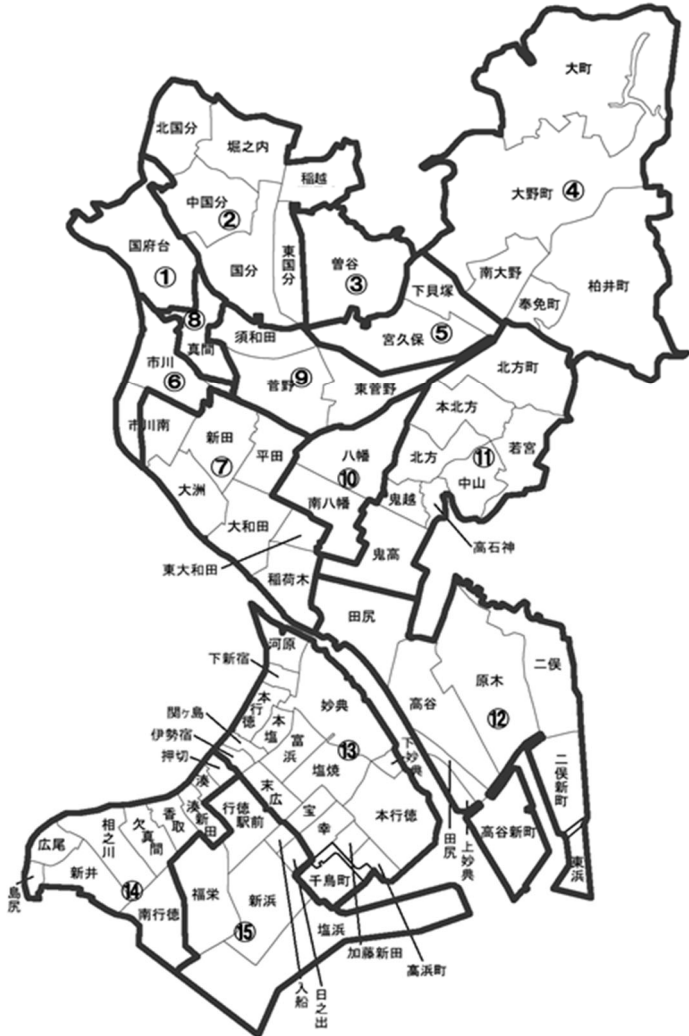 大町
北国分
堀之内
稲越
大野町
④
中国分
②
国府台
①
国分
東国分
曽谷
③
南大野
柏井町
奉免町
下貝塚
宮久保
⑤
⑧
真間
須和田
市川
⑥
菅野
⑨
東菅野
北方町
本北方
若宮
北方
⑪
中山
市川南
新田
⑦
平田
八幡
⑩
大洲
南八幡
鬼越
高石神
大和田
東大和田
鬼高
稲荷木
田尻
河原
下新宿
二俣
原木
高谷
⑫
本行徳
妙典
関ヶ島
本塩
伊勢宿
富浜
⑬
押切
下妙典
塩焼
二俣新町
湊
末広
湊新田
行徳駅前
宝
本行徳
幸
田尻
上妙典
高谷新町
東浜
香取
欠真間
相之川
広尾
新井
島尻
⑭
南行徳
福栄
新浜
⑮
千鳥町
塩浜
加藤新田
高浜町
入船
日之出